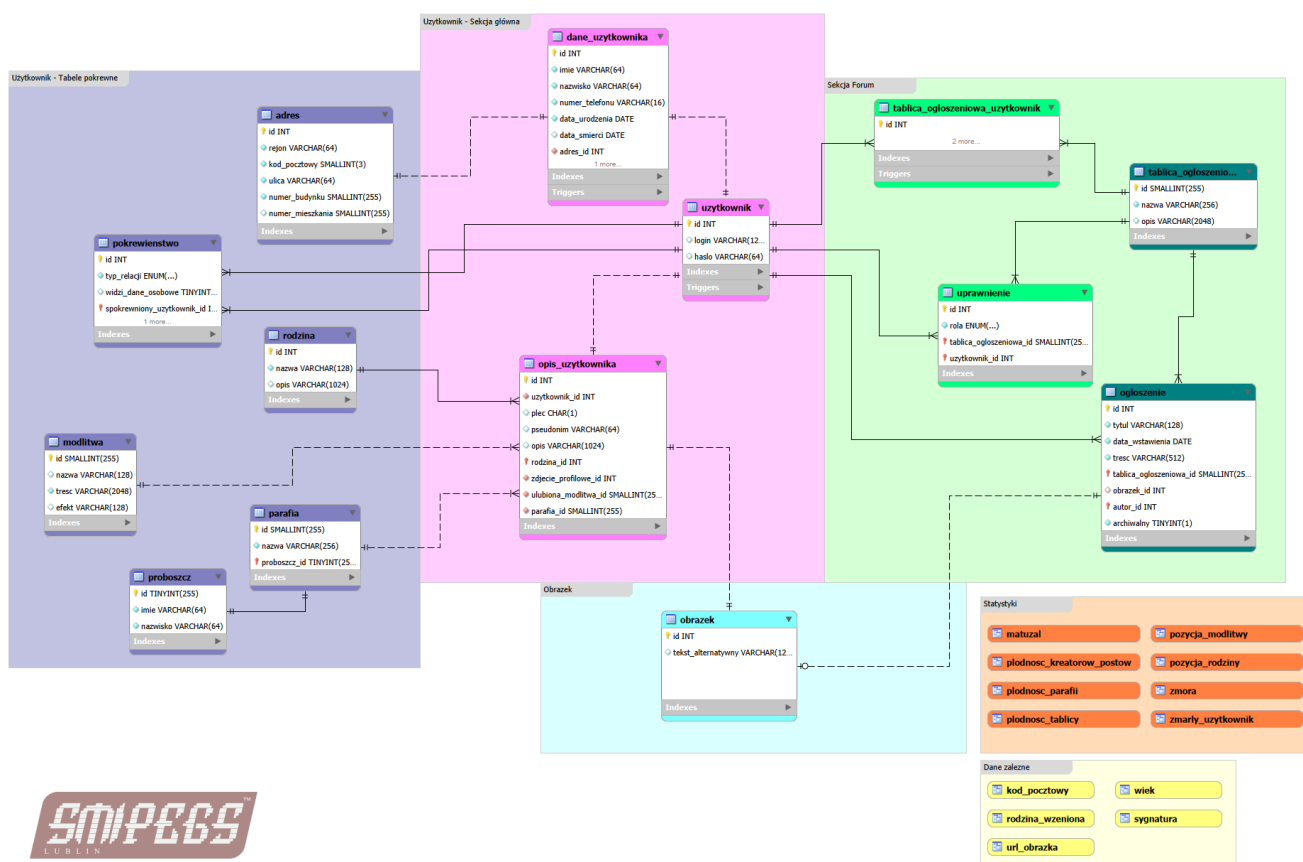 Użytkownik - Tabele pokrewne
adres
id INT
rejon VARCHAR(64)
kod_pocztowy SMALLINT(3)
ulica VARCHAR(64)
numer_budynku SMALLINT(255)
numer_mieszkania SMALLINT(255)
Indexes
pokrewienstwo
id INT
typ_relacji ENUM(...)
widzi_dane_osobowe TINYINT...
spokrewniony_uzytkownik_id I...
1 more...
Indexes
rodzina
id INT
nazwa VARCHAR(128)
opis VARCHAR(1024)
Indexes
modlitwa
id SMALLINT(255)
nazwa VARCHAR(128)
tresc VARCHAR(2048)
efekt VARCHAR(128)
Indexes
parafia
id SMALLINT(255)
nazwa VARCHAR(256)
proboszcz_id TINYINT(25...
Indexes
proboszcz
id TINYINT(255)
imie VARCHAR(64)
nazwisko VARCHAR(64)
Indexes
Uzytkownik - Sekcja główna
dane_uzytkownika
id INT
imie VARCHAR(64)
nazwisko VARCHAR(64)
numer_telefonu VARCHAR(16)
data_urodzenia DATE
data_smierci DATE
adres_id INT
1 more...
Indexes
Triggers
uzytkownik
id INT
login VARCHAR(12...
haslo VARCHAR(64)
Indexes
Triggers
opis_uzytkownika
id INT
uzytkownik_id INT
plec CHAR(1)
pseudonim VARCHAR(64)
opis VARCHAR(1024)
rodzina_id INT
zdjecie_profilowe_id INT
ulubiona_modlitwa_id SMALLINT(25...
parafia_id SMALLINT(255)
Indexes
Sekcja Forum
tablica_ogloszeniowa_uzytkownik
id INT
2 more...
Indexes
Triggers
tablica_ogloszenio...
id SMALLINT(255)
nazwa VARCHAR(256)
opis VARCHAR(2048)
Indexes
uprawnienie
id INT
rola ENUM(...)
tablica_ogloszeniowa_id SMALLINT(25...
uzytkownik_id INT
Indexes
ogloszenie
id INT
tytul VARCHAR(128)
data_wstawienia DATE
tresc VARCHAR(512)
tablica_ogloszeniowa_id SMALLINT(25...
obrazek_id INT
autor_id INT
archiwalny TINYINT(1)
Indexes
Obrazek
obrazek
id INT
tekst_alternatywny VARCHAR(12...
Indexes
Statystyki
matuzal
pozycja_modlitwy
plodnosc_kreatorow_postow
pozycja_rodziny
plodnosc_parafii
zmora
plodnosc_tablicy
zmarly_uzytkownik
Dane zalezne
kod_pocztowy
wiek
rodzina_wzeniona
sygnatura
url_obrazka
SMIPEGS™
LUBLIN